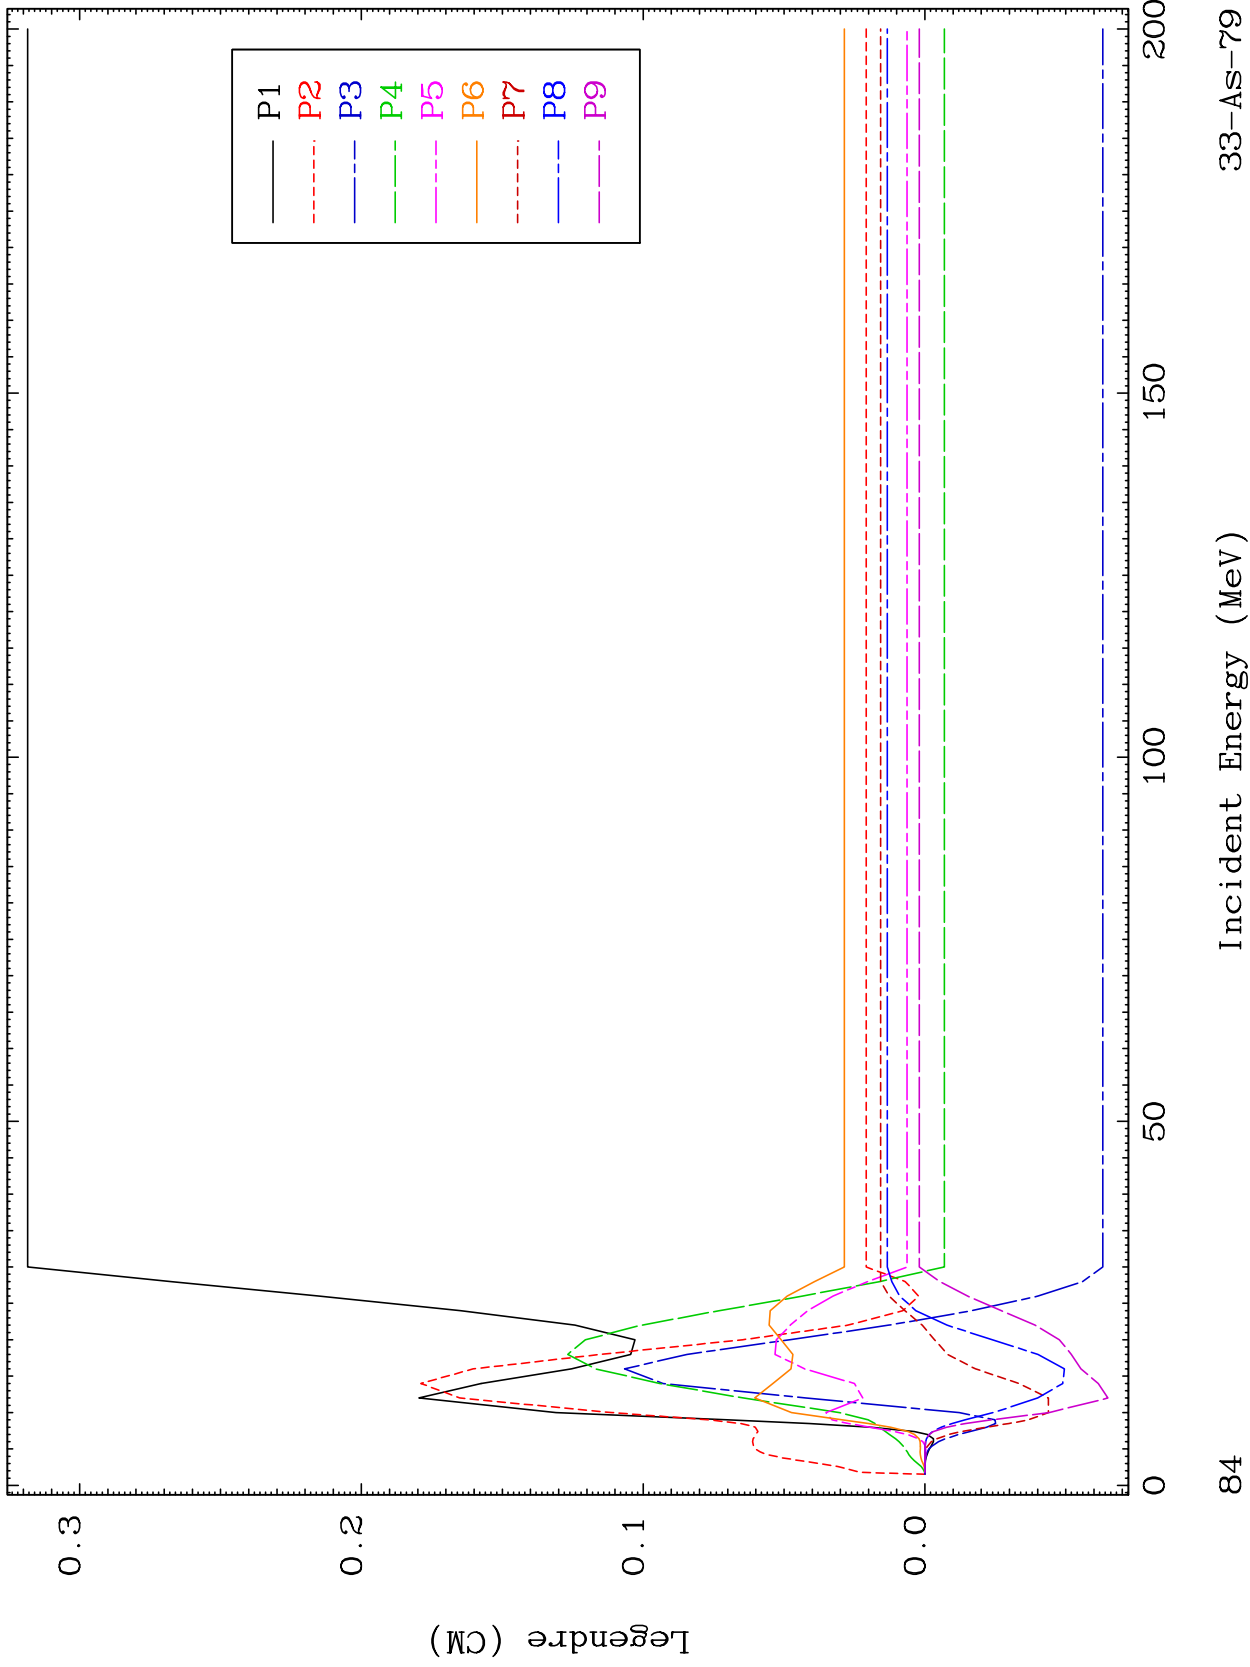 Legendre (CM)
0.3
0.2
0.1
0.0
P1
P2
P3
P4
P5
P6
P7
P8
P9
0
50
100
150
200
84
Incident Energy (MeV)
33-As-79